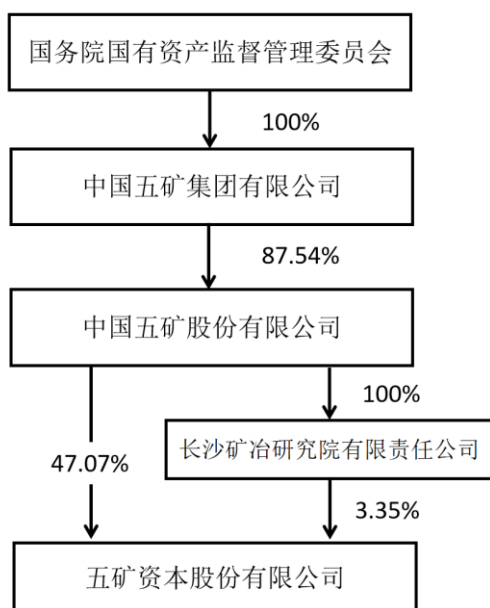 国务院国有资产监督管理委员会
100%
中国五矿集团有限公司
87.54%
中国五矿股份有限公司
100%
长沙矿冶研究院有限责任公司
47.07%
3.35%
五矿资本股份有限公司